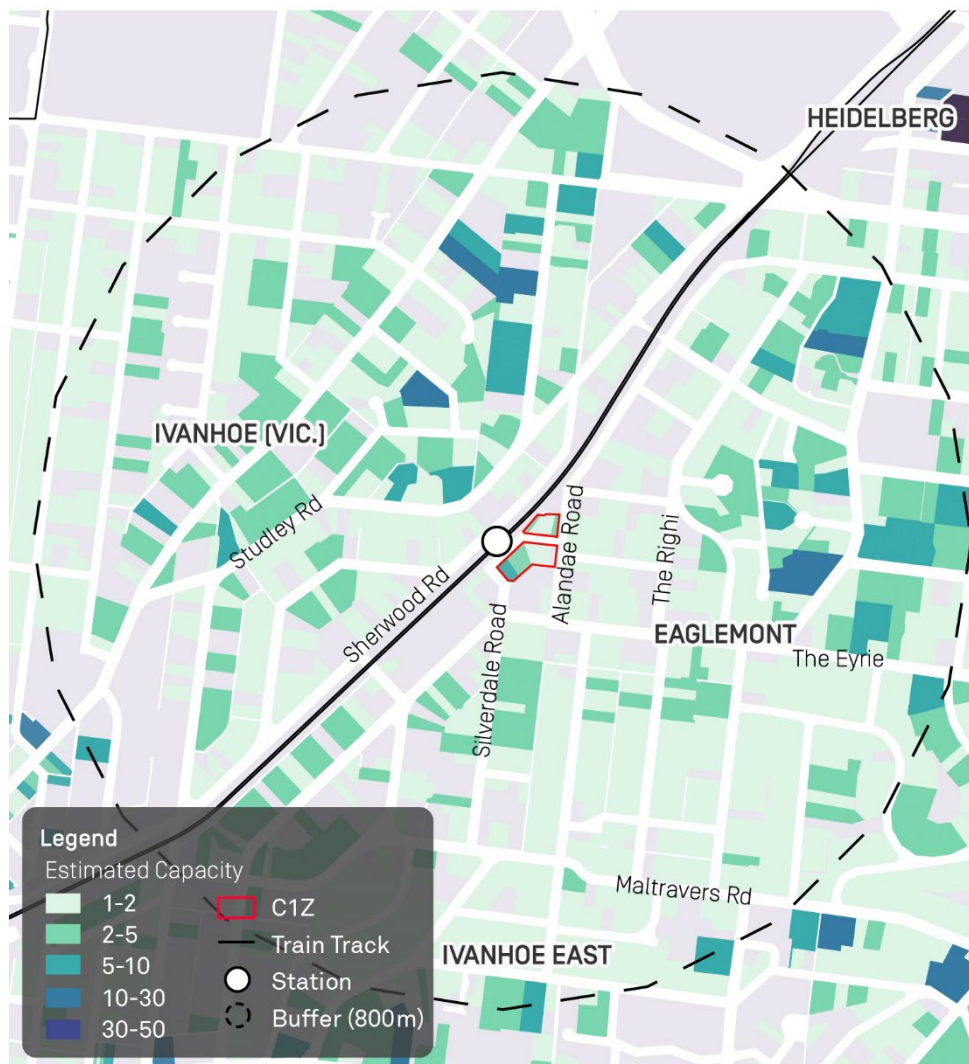 HEIDELBERG
IVANHOE (VIC.)
Studley Rd
Sherwood Rd
Silverdale Road
Alandae Road
The Righi
EAGLEMONT
The Eyrie
Maltravers Rd
IVANHOE EAST
Legend
Estimated Capacity
1-2
2-5
5-10
10-30
30-50
C1Z
Train Track
Station
Buffer (800m)